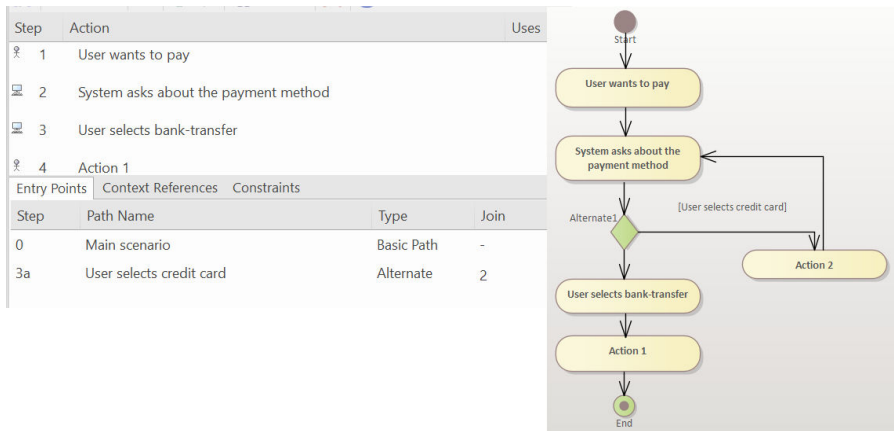 Step Action Uses
1 User wants to pay
2 System asks about the payment method
3 User selects bank-transfer
4 Action 1
Entry Points Context References Constraints
Step Path Name Type Join
0 Main scenario Basic Path -
3a User selects credit card Alternate 2
Start
User wants to pay
System asks about the
payment method
Alternate1
[User selects credit card]
Action 2
User selects bank-transfer
Action 1
End